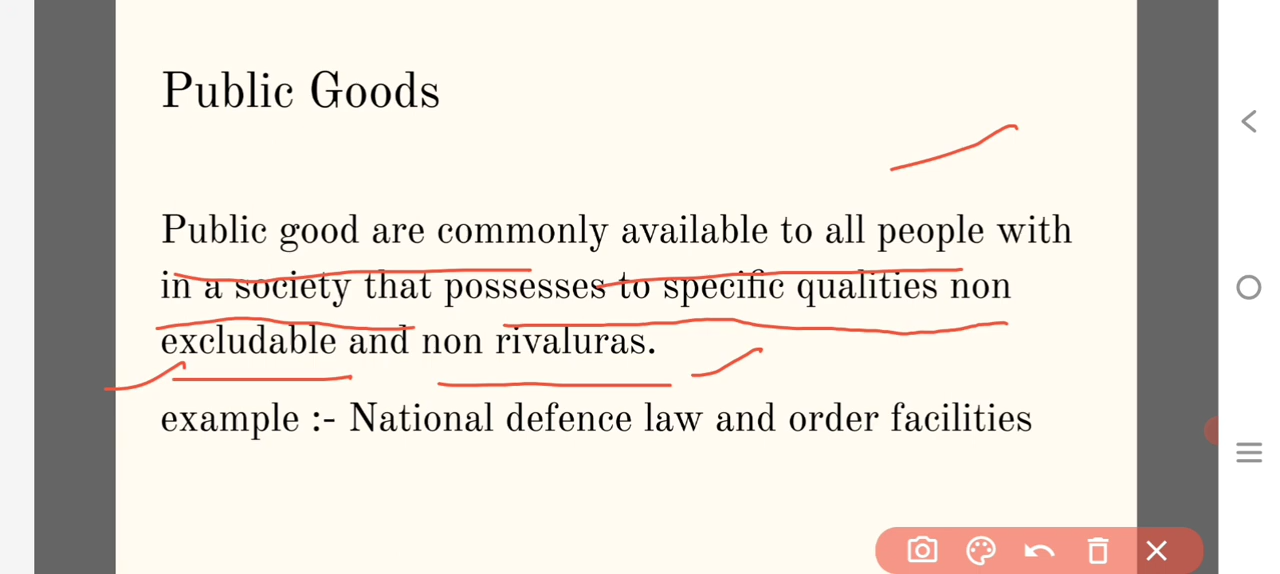 Public Goods
Public good are commonly available to all people with
in a society that possesses to specific qualities non
excludable and non rivaluras.
example :- National defence law and order facilities